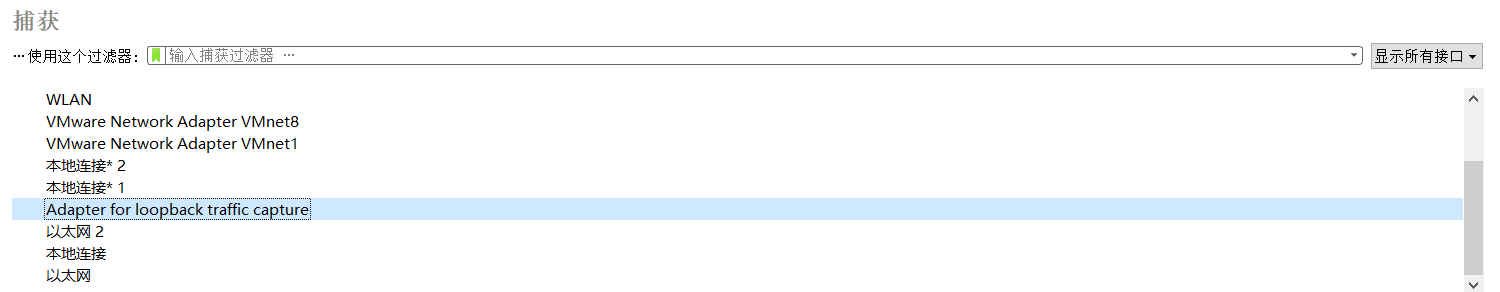 捕获
… 使用这个过滤器： 输入捕获过滤器 … 显示所有接口
WLAN
VMware Network Adapter VMnet8
VMware Network Adapter VMnet1
本地连接* 2
本地连接* 1
Adapter for loopback traffic capture
以太网 2
本地连接
以太网